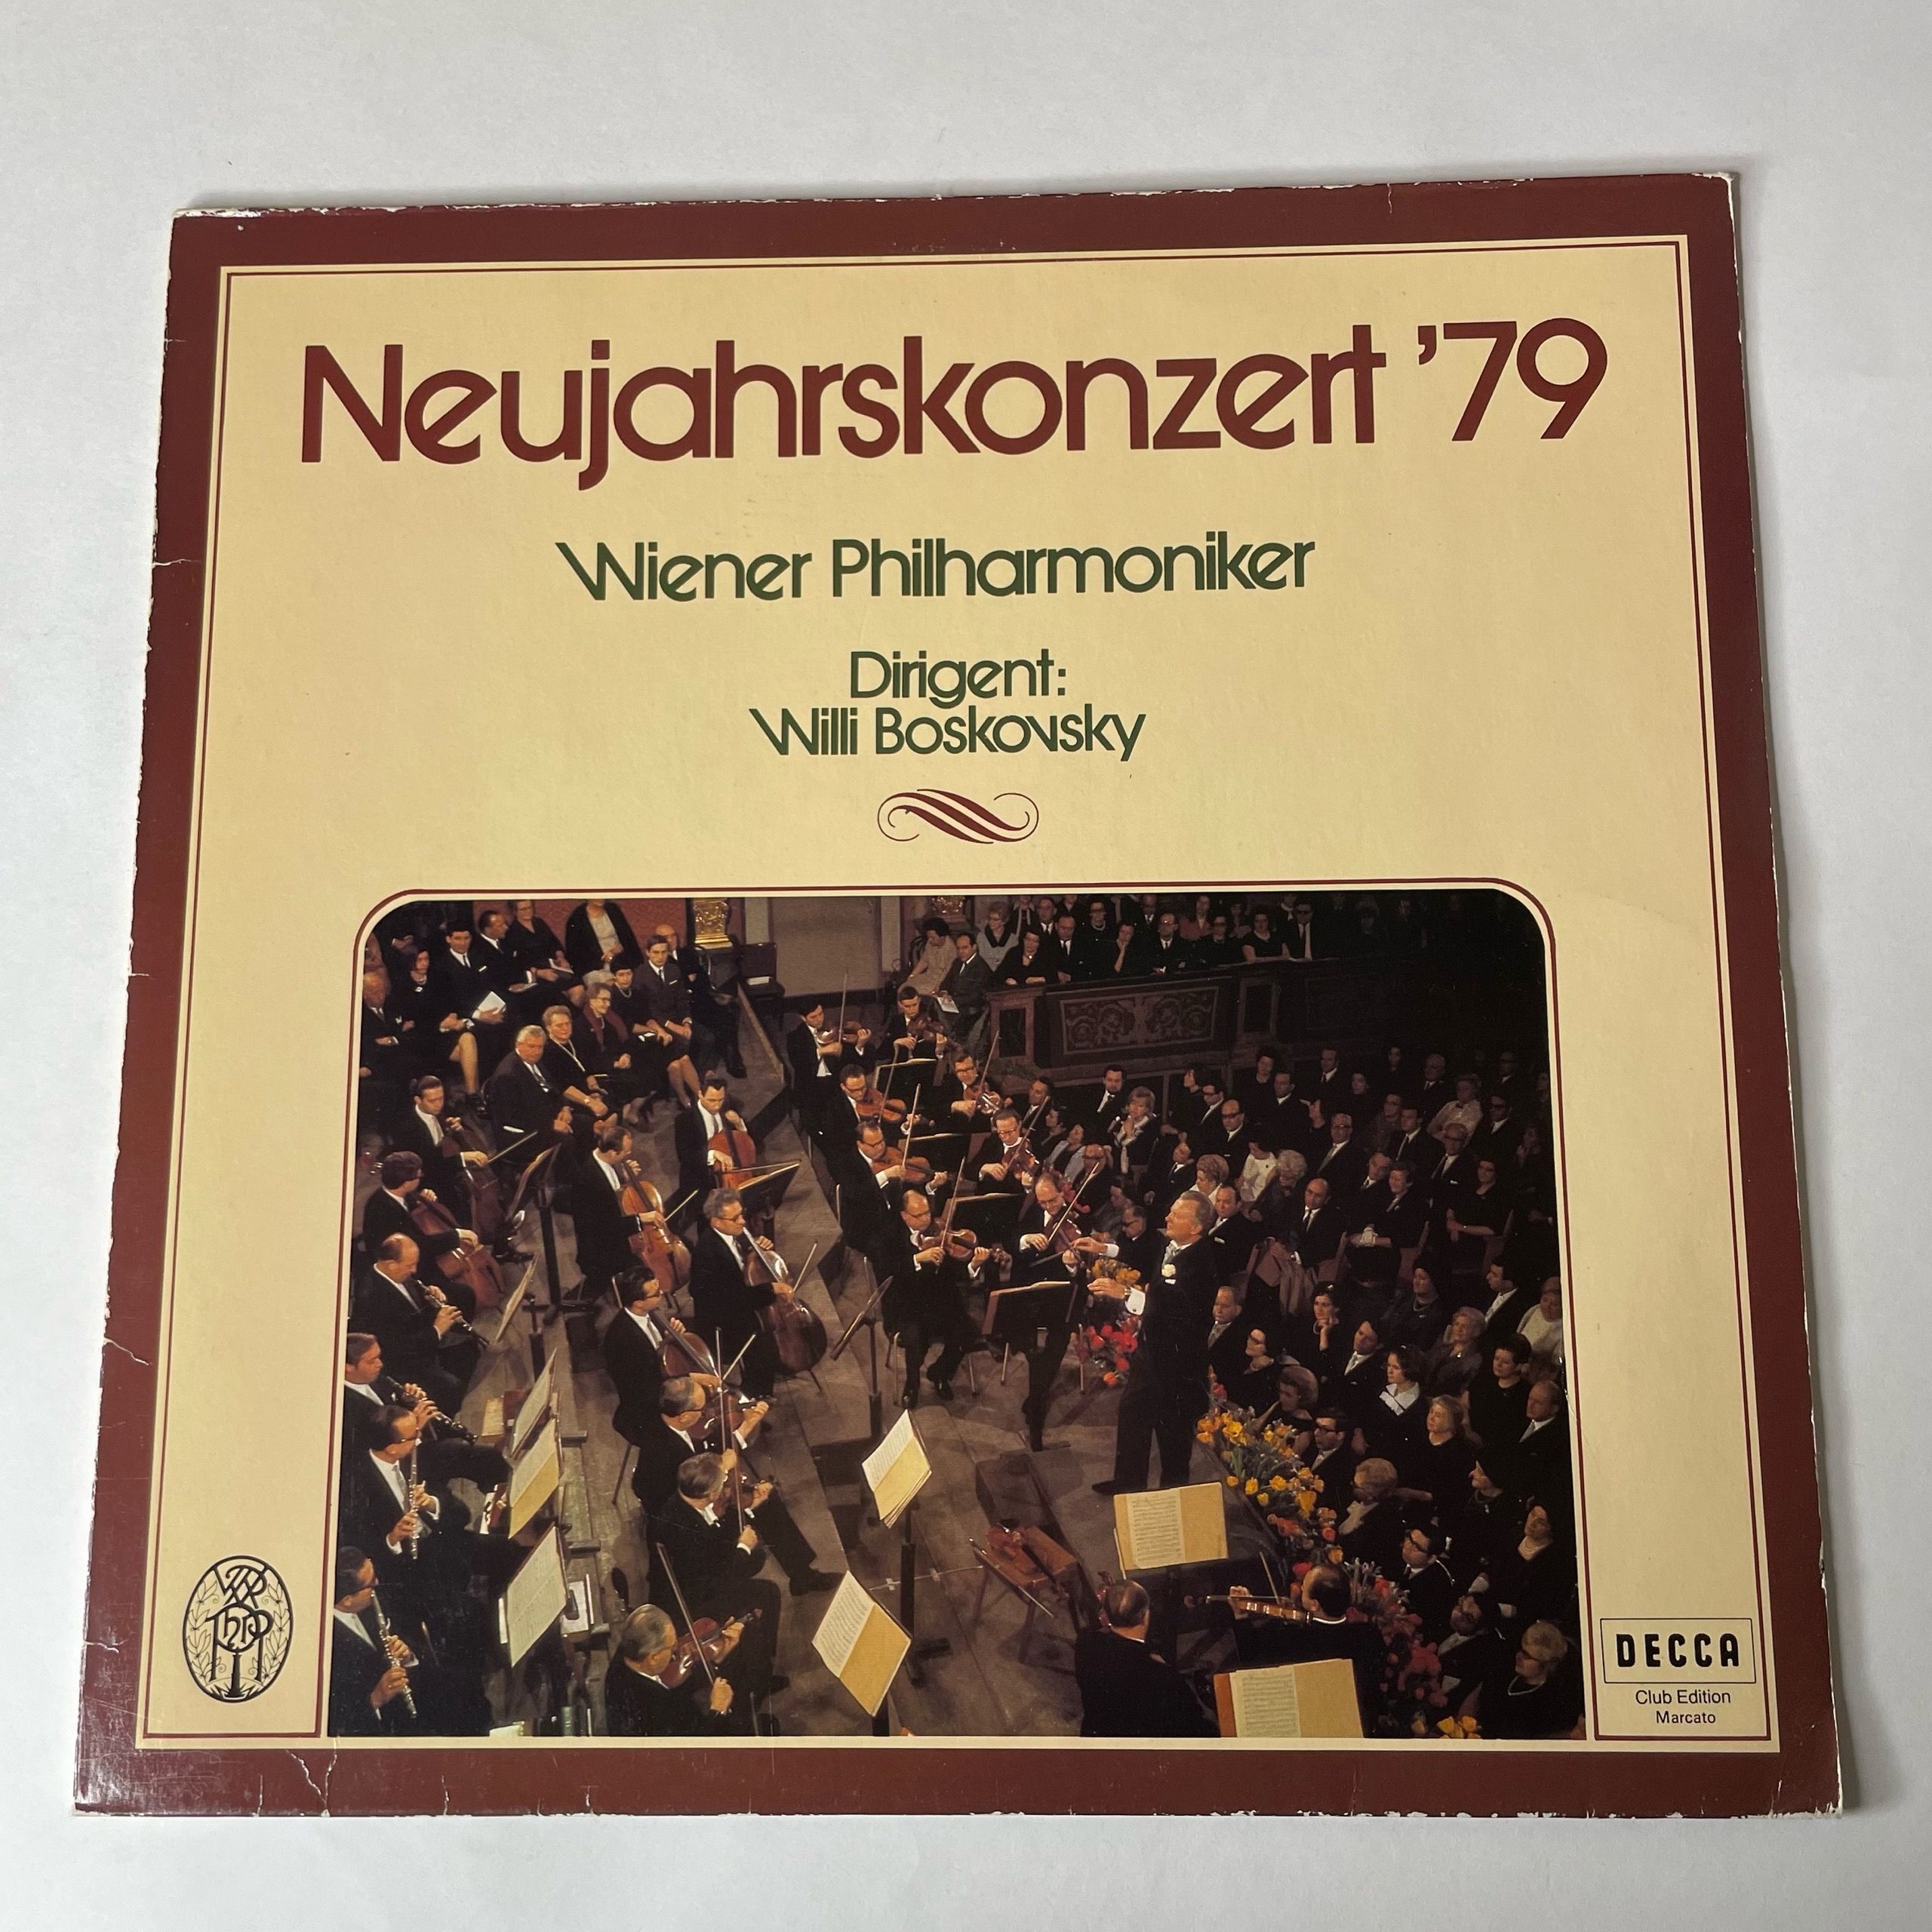 Neujahrskonzert ’79
Wiener Philharmoniker
Dirigent:
Willi Boskovsky
DECCA
Club Edition
Marcato